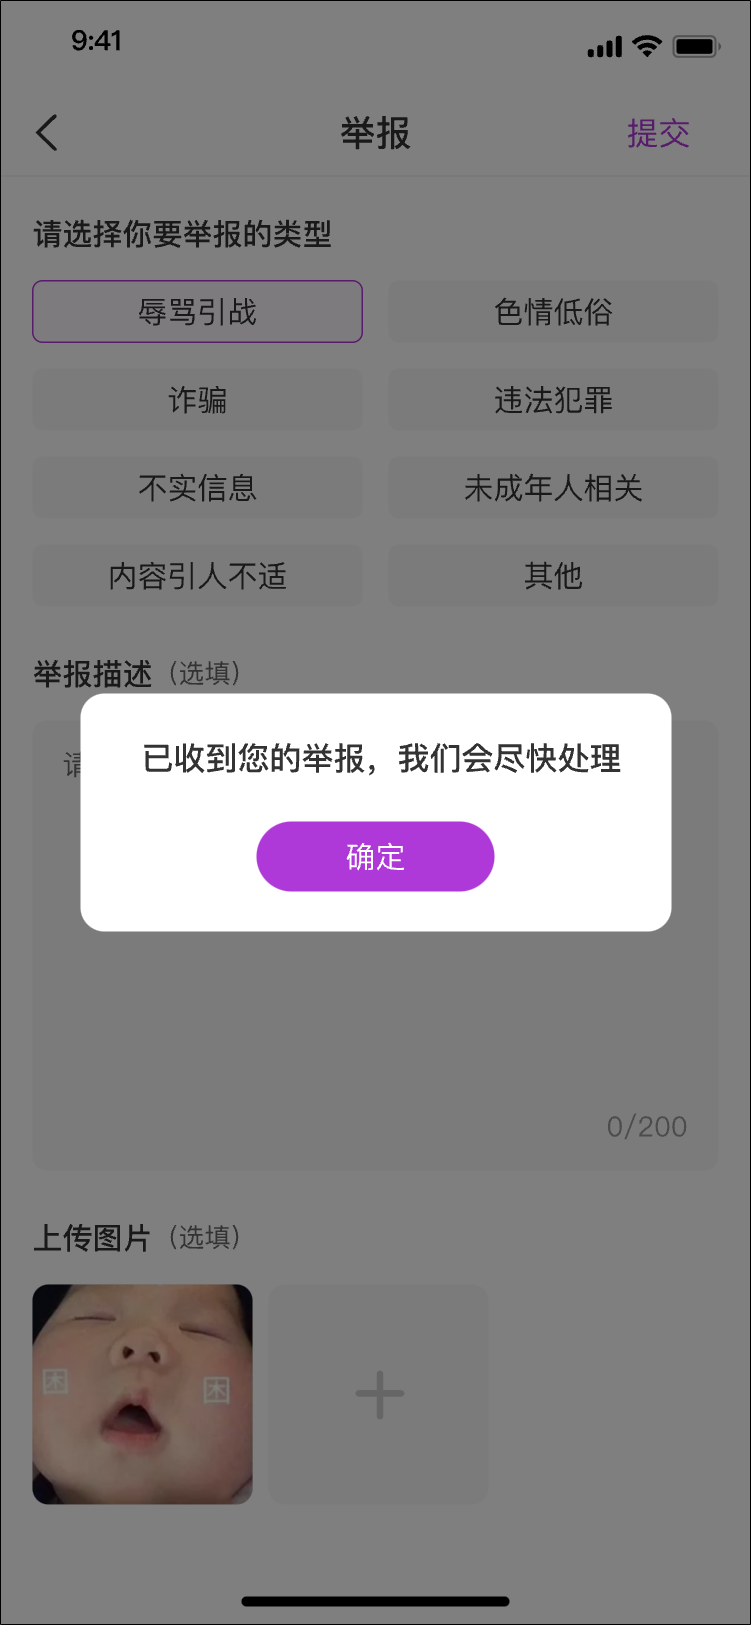 9:41
举报
提交
请选择你要举报的类型
辱骂引战
色情低俗
诈骗
违法犯罪
不实信息
未成年人相关
内容引人不适
其他
举报描述（选填）
请
已收到您的举报，我们会尽快处理
确定
0/200
上传图片（选填）
困
困